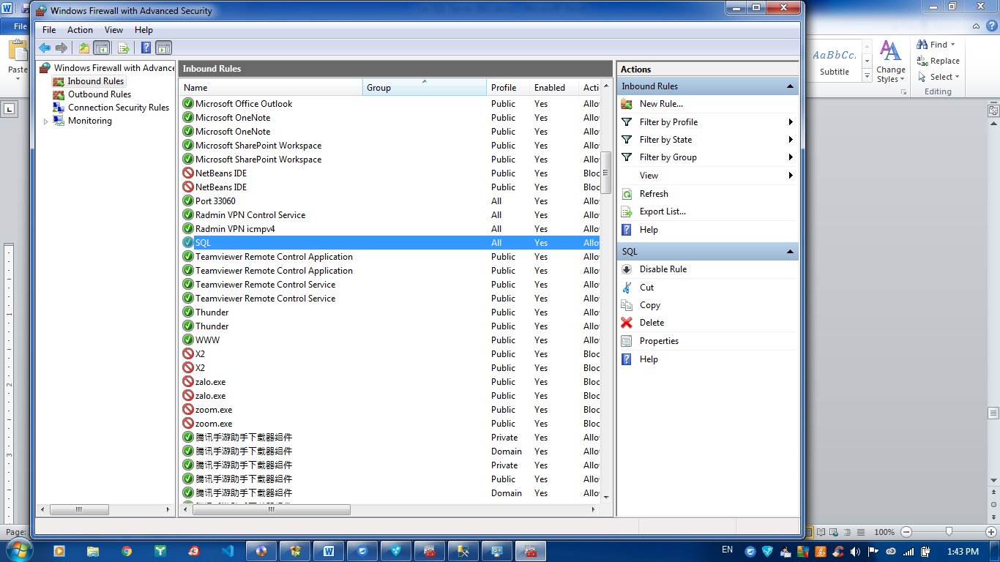 Windows Firewall with Advanced Security
File
File Action View Help
Paste
Windows Firewall with Advance
Inbound Rules
Outbound Rules
Connection Security Rules
Monitoring
Inbound Rules
Name Group Profile Enabled Acti
Microsoft Office Outlook Public Yes Allo
Microsoft OneNote Public Yes Allo
Microsoft OneNote Public Yes Allo
Microsoft SharePoint Workspace Public Yes Allo
Microsoft SharePoint Workspace Public Yes Allo
NetBeans IDE Public Yes Bloc
NetBeans IDE Public Yes Bloc
Port 33060 All Yes Allo
Radmin VPN Control Service All Yes Allo
Radmin VPN icmpv4 All Yes Allo
SQL All Yes Allo
Teamviewer Remote Control Application Public Yes Allo
Teamviewer Remote Control Application Public Yes Allo
Teamviewer Remote Control Service Public Yes Allo
Teamviewer Remote Control Service Public Yes Allo
Thunder Public Yes Allo
Thunder Public Yes Allo
WWW Public Yes Allo
X2 Public Yes Bloc
X2 Public Yes Bloc
zalo.exe Public Yes Bloc
zalo.exe Public Yes Bloc
zoom.exe Public Yes Bloc
zoom.exe Public Yes Bloc
腾讯手游助手下载器组件 Private Yes Allo
腾讯手游助手下载器组件 Domain Yes Allo
腾讯手游助手下载器组件 Private Yes Allo
腾讯手游助手下载器组件 Public Yes Allo
腾讯手游助手下载器组件 Domain Yes Allo
Actions
Inbound Rules
New Rule...
Filter by Profile
Filter by State
Filter by Group
View
Refresh
Export List...
Help
SQL
Disable Rule
Cut
Copy
Delete
Properties
Help
AaBbCc
Subtitle
Change
Styles
Find
Replace
Select
Editing
1
2
3
Page:
100%
EN
1:43 PM